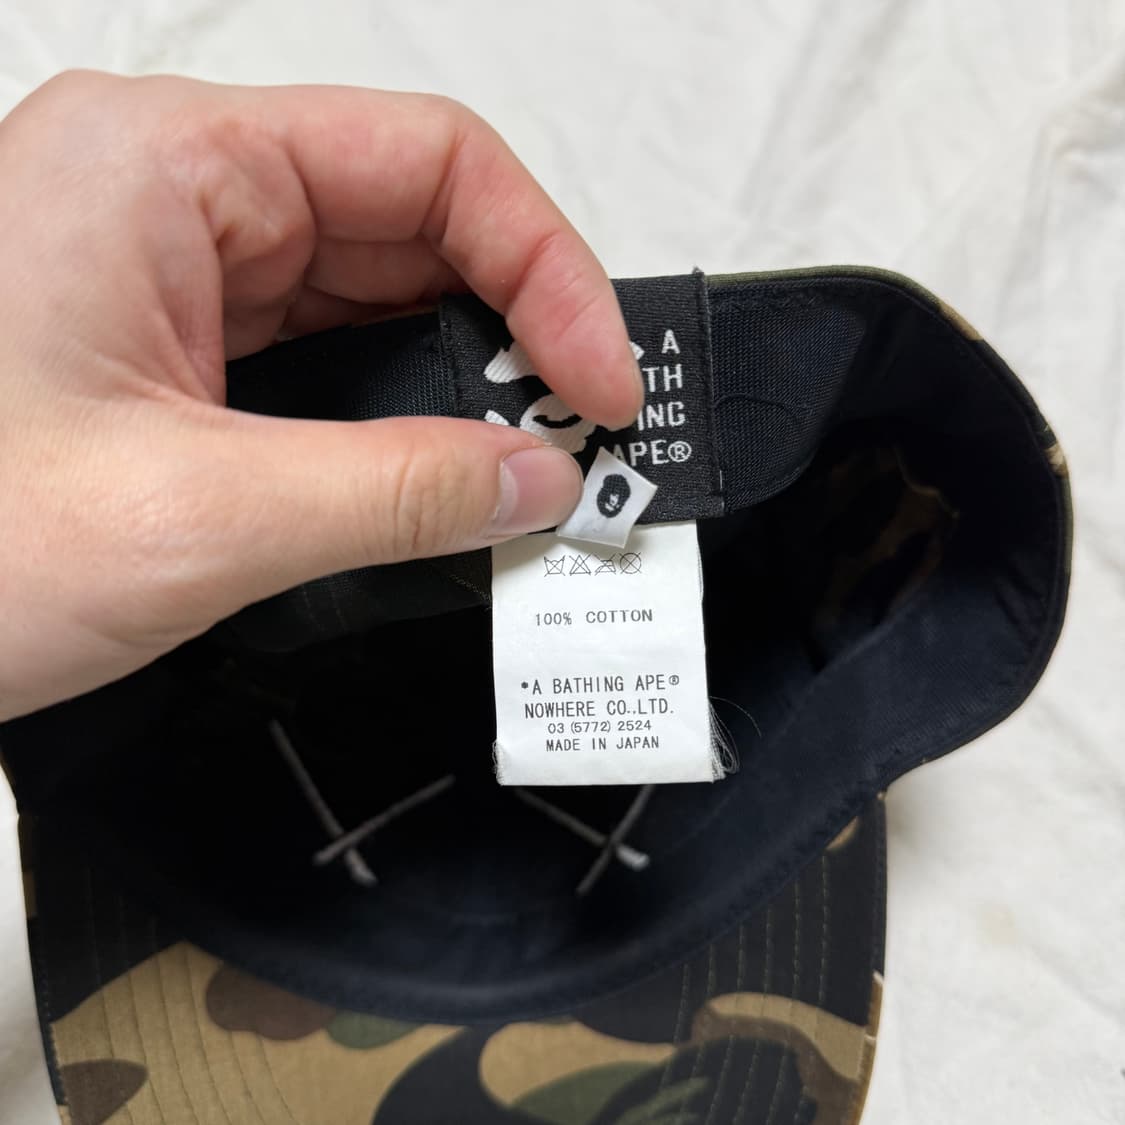 A
TH
ING
APE®
100% COTTON
*A BATHING APE®
NOWHERE CO.,LTD.
03 (5772) 2524
MADE IN JAPAN